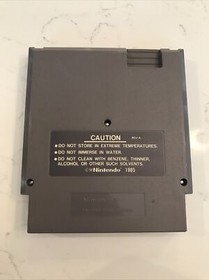 CAUTION REV-A
• DO NOT STORE IN EXTREME TEMPERATURES.
• DO NOT IMMERSE IN WATER.
• DO NOT CLEAN WITH BENZENE, THINNER,
ALCOHOL OR OTHER SUCH SOLVENTS.
©Nintendo 1985